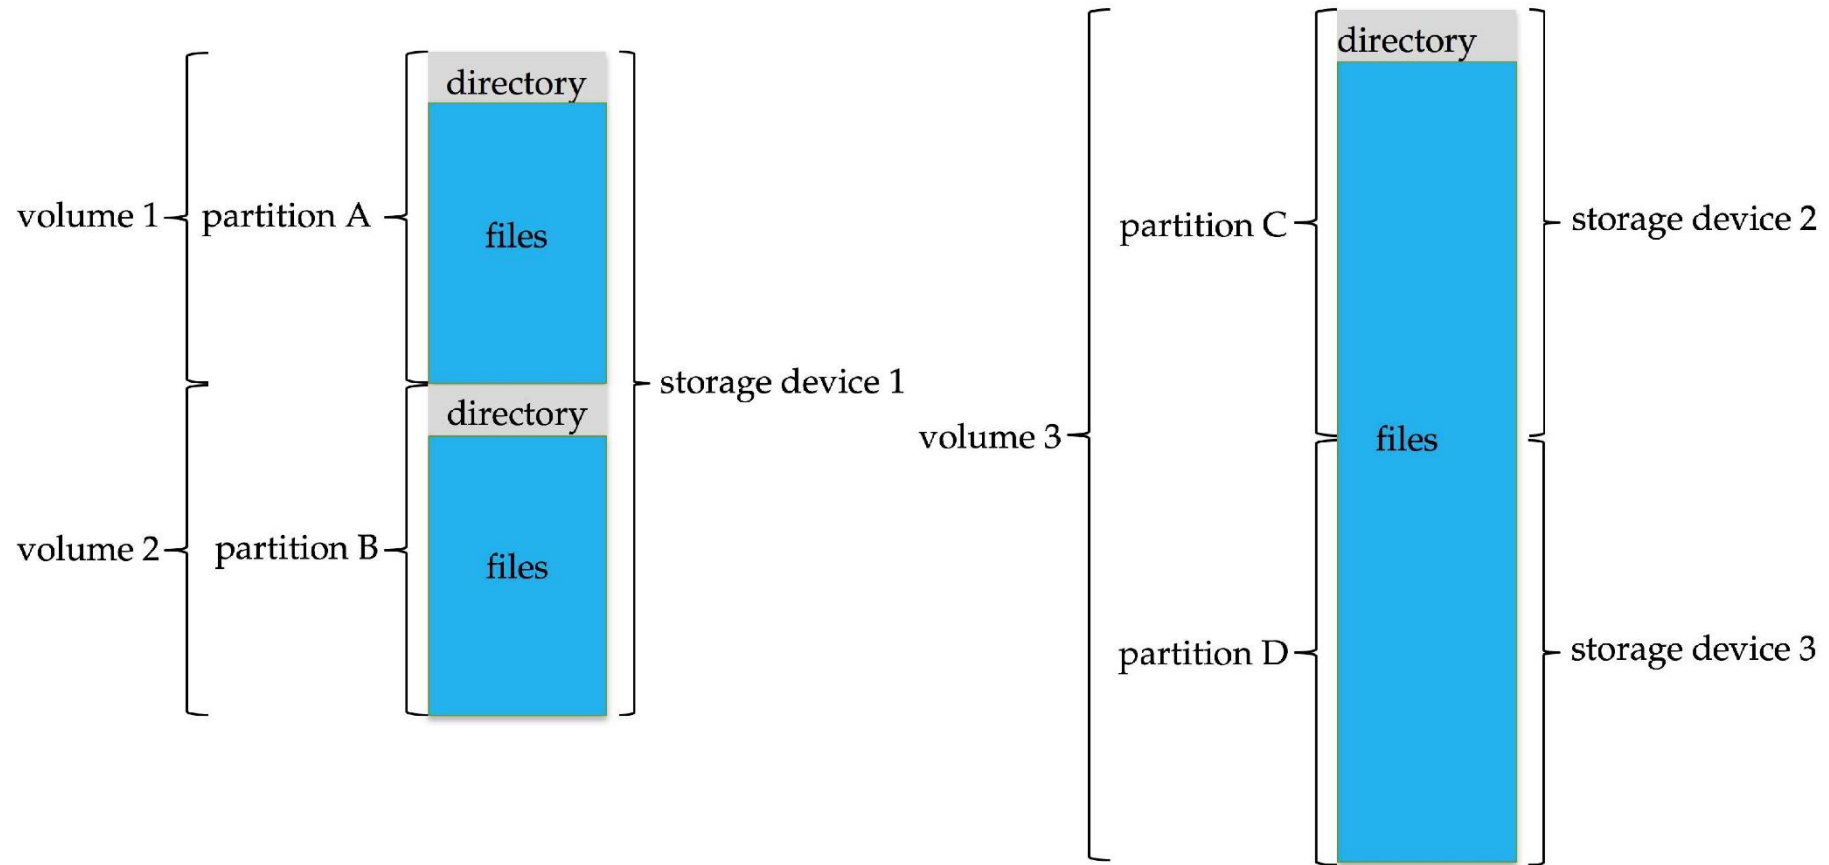 directory
volume 1
partition A
files
storage device 1
directory
volume 2
partition B
files
directory
partition C
storage device 2
volume 3
files
partition D
storage device 3